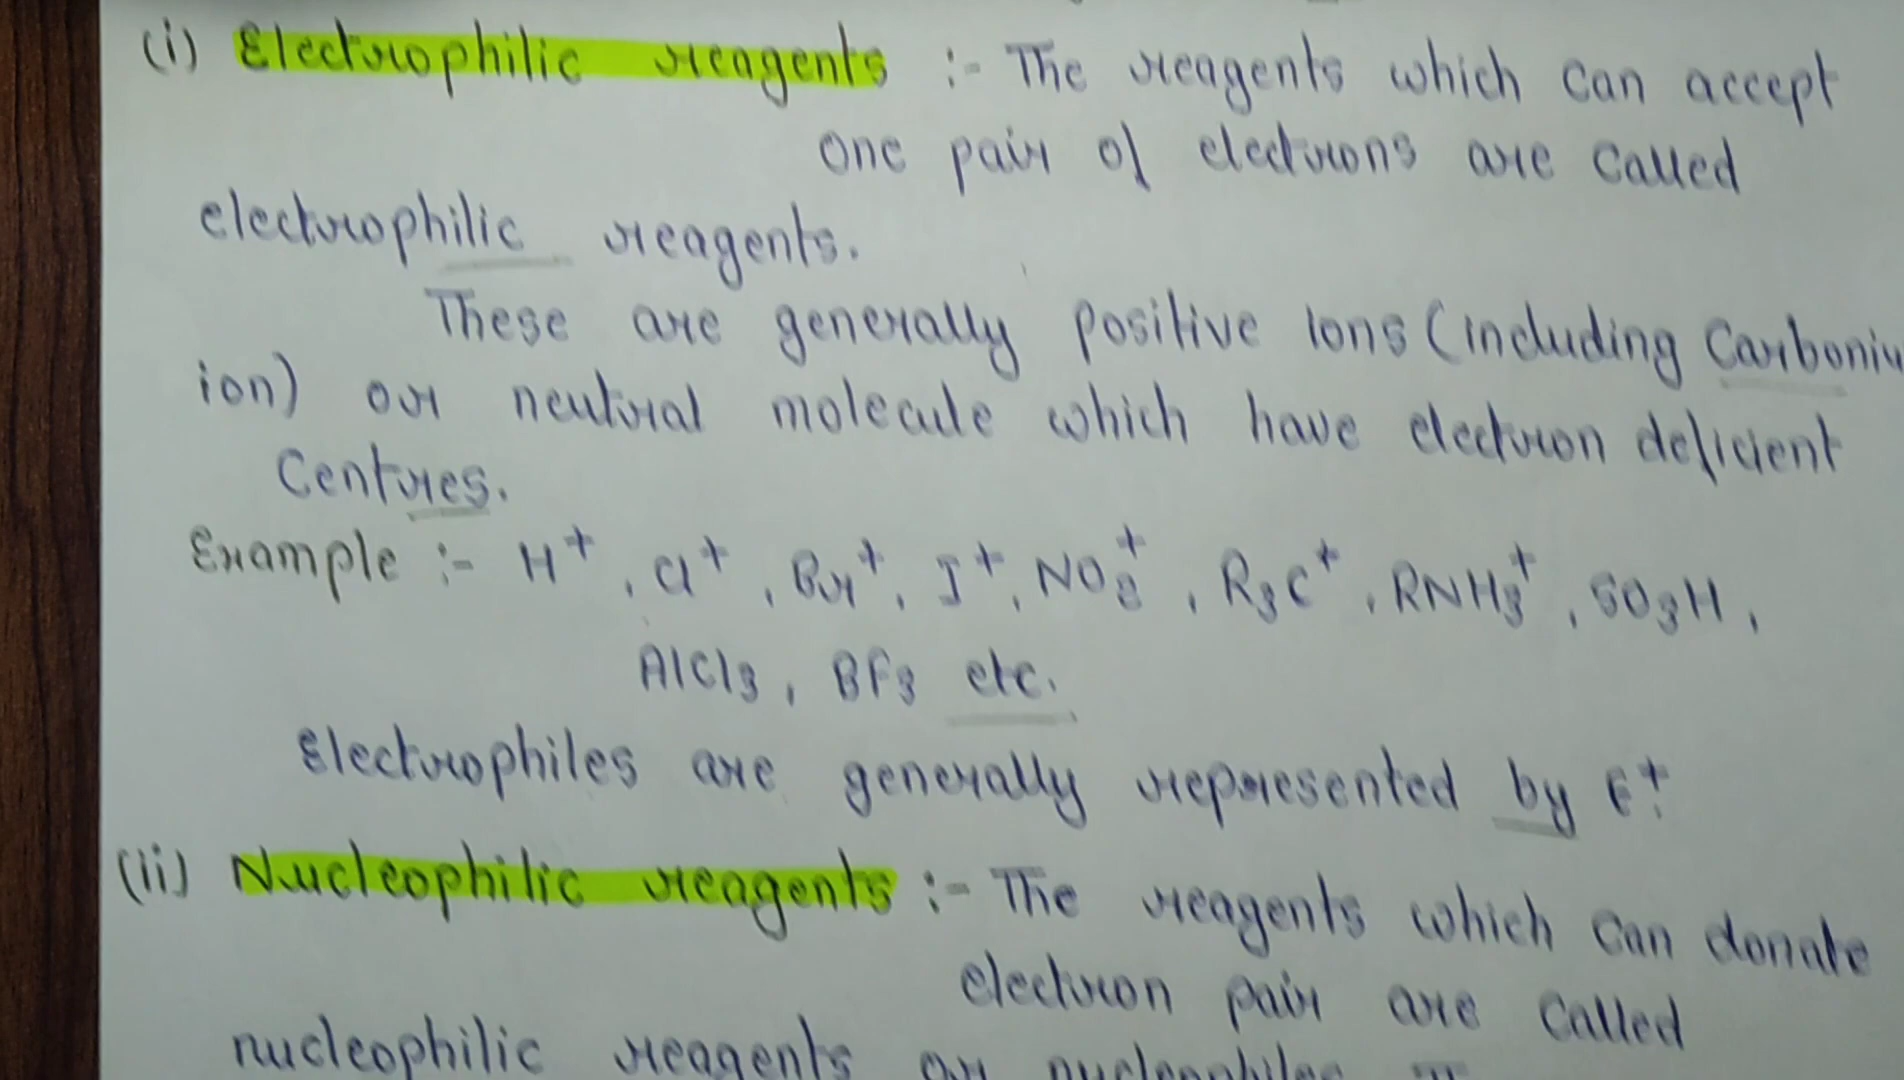 (i) Electrophilic reagents :- The reagents which can accept
one pair of electrons are called
electrophilic reagents.
These are generally positive ions (including Carboniu
ion) or neutral molecule which have electron deficient
Centres.
Example :- H⁺, Cl⁺, Br⁺, I⁺, NO₂⁺, R₃C⁺, RNH₃⁺, SO₃H,
AlCl₃, BF₃ etc.
Electrophiles are generally represented by E⁺.
(ii) Nucleophilic reagents :- The reagents which can donate
electron pair are called
nucleophilic reagents or nucleophiles